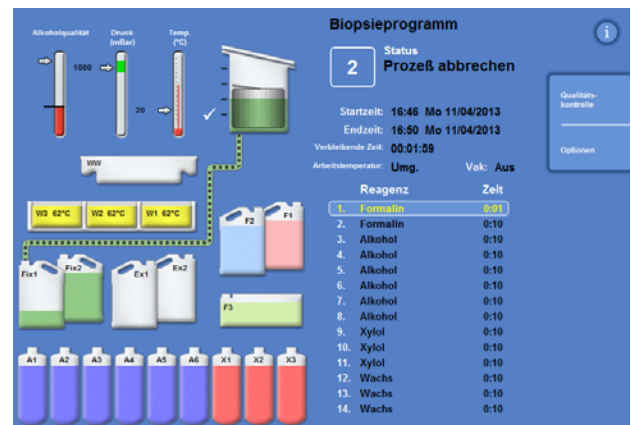 Alkoholqualität
Druck
(mBar)
Temp.
(°C)
1000
20
WW
W3 62°C
W2 62°C
W1 62°C
F2
F1
Fix1
Fix2
Ex1
Ex2
F3
A1
A2
A3
A4
A5
A6
X1
X2
X3
Biopsieprogramm
2
Status
Prozeß abbrechen
Startzeit: 16:46 Mo 11/04/2013
Endzeit: 16:50 Mo 11/04/2013
Verbleibende Zeit: 00:01:59
Arbeitstemperatur: Umg. Vak: Aus
Reagenz Zeit
1. Formalin 0:01
2. Formalin 0:10
3. Alkohol 0:10
4. Alkohol 0:10
5. Alkohol 0:10
6. Alkohol 0:10
7. Alkohol 0:10
8. Alkohol 0:10
9. Xylol 0:10
10. Xylol 0:10
11. Xylol 0:10
12. Wachs 0:10
13. Wachs 0:10
14. Wachs 0:10
i
Qualitäts-
kontrolle
Optionen